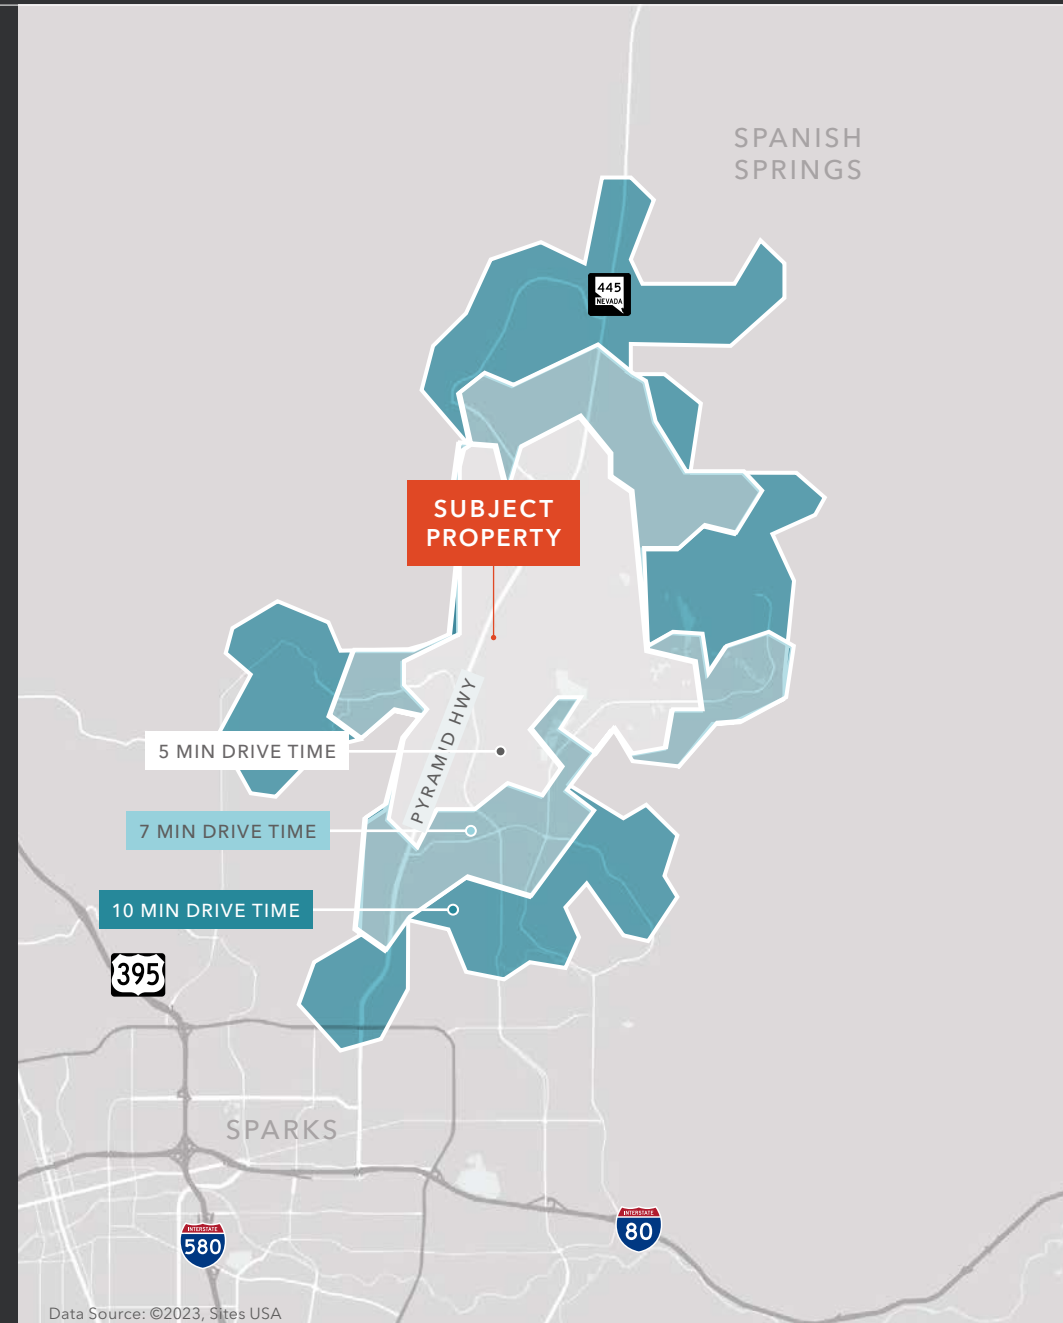 SPANISH
SPRINGS
445
NEVADA
SUBJECT
PROPERTY
PYRAMID HWY
5 MIN DRIVE TIME
7 MIN DRIVE TIME
10 MIN DRIVE TIME
395
SPARKS
INTERSTATE
80
INTERSTATE
580
Data Source: ©2023, Sites USA